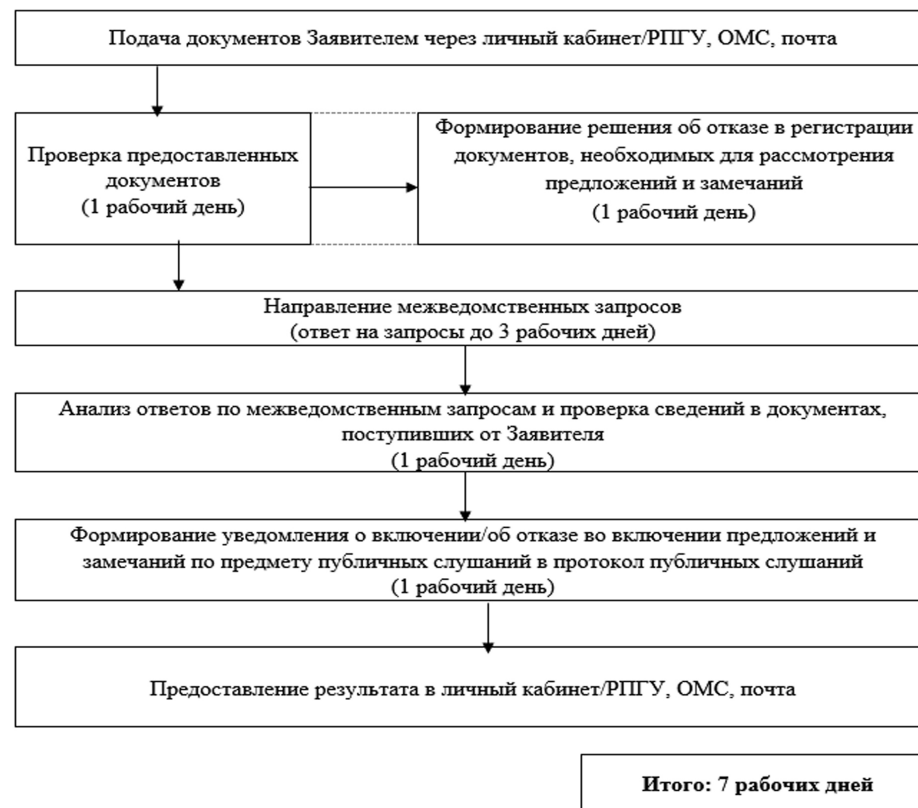 Подача документов Заявителем через личный кабинет/РПГУ, ОМС, почта
Проверка предоставленных
документов
(1 рабочий день)
Формирование решения об отказе в регистрации
документов, необходимых для рассмотрения
предложений и замечаний
(1 рабочий день)
Направление межведомственных запросов
(ответ на запросы до 3 рабочих дней)
Анализ ответов по межведомственным запросам и проверка сведений в документах,
поступивших от Заявителя
(1 рабочий день)
Формирование уведомления о включении/об отказе во включении предложений и
замечаний по предмету публичных слушаний в протокол публичных слушаний
(1 рабочий день)
Предоставление результата в личный кабинет/РПГУ, ОМС, почта
Итого: 7 рабочих дней